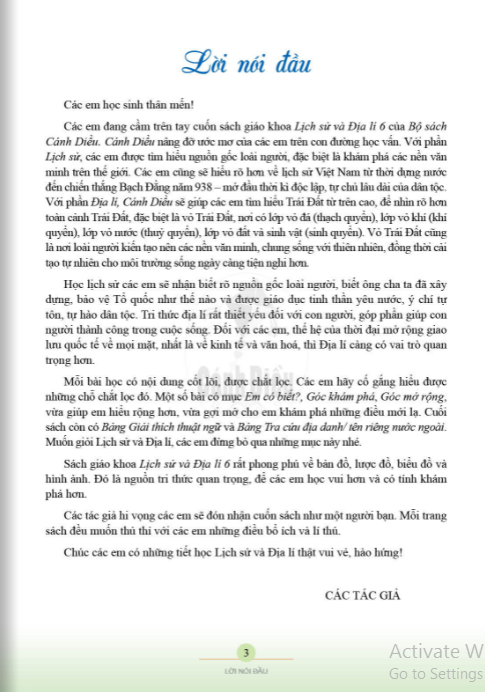 Lời nói đầu
Các em học sinh thân mến!
Các em đang cầm trên tay cuốn sách giáo khoa Lịch sử và Địa lí 6 của Bộ sách
Cánh Diều. Cánh Diều nâng đỡ ước mơ của các em trên con đường học vấn. Với phần
Lịch sử, các em được tìm hiểu nguồn gốc loài người, đặc biệt là khám phá các nền văn
minh trên thế giới. Các em cũng sẽ hiểu rõ hơn về lịch sử Việt Nam từ thời dựng nước
đến chiến thắng Bạch Đằng năm 938 – mở đầu thời kì độc lập, tự chủ lâu dài của dân tộc.
Với phần Địa lí, Cánh Diều sẽ giúp các em tìm hiểu Trái Đất từ trên cao, để nhìn rõ hơn
toàn cảnh Trái Đất, đặc biệt là vỏ Trái Đất, nơi có lớp vỏ đá (thạch quyển), lớp vỏ khí (khí
quyển), lớp vỏ nước (thuỷ quyển), lớp vỏ đất và sinh vật (sinh quyển). Vỏ Trái Đất cũng
là nơi loài người kiến tạo nên các nền văn minh, chung sống với thiên nhiên, đồng thời cải
tạo tự nhiên cho môi trường sống ngày càng tiện nghi hơn.
Học lịch sử các em sẽ nhận biết rõ nguồn gốc loài người, biết ông cha ta đã xây
dựng, bảo vệ Tổ quốc như thế nào và được giáo dục tinh thần yêu nước, ý chí tự
tôn, tự hào dân tộc. Tri thức địa lí rất thiết yếu đối với con người, góp phần giúp con
người thành công trong cuộc sống. Đối với các em, thế hệ của thời đại mở rộng giao
lưu quốc tế về mọi mặt, nhất là về kinh tế và văn hoá, thì Địa lí càng có vai trò quan
trọng hơn.
Mỗi bài học có nội dung cốt lõi, được chắt lọc. Các em hãy cố gắng hiểu được
những chỗ chắt lọc đó. Một số bài có mục Em có biết?, Góc khám phá, Góc mở rộng,
vừa giúp em hiểu rộng hơn, vừa gợi mở cho em khám phá những điều mới lạ. Cuối
sách còn có Bảng Giải thích thuật ngữ và Bảng Tra cứu địa danh/ tên riêng nước ngoài.
Muốn giỏi Lịch sử và Địa lí, các em đừng bỏ qua những mục này nhé.
Sách giáo khoa Lịch sử và Địa lí 6 rất phong phú về bản đồ, lược đồ, biểu đồ và
hình ảnh. Đó là nguồn tri thức quan trọng, để các em học vui hơn và có tính khám
phá hơn.
Các tác giả hi vọng các em sẽ đón nhận cuốn sách như một người bạn. Mỗi trang
sách đều muốn thủ thỉ với các em những điều bổ ích và lí thú.
Chúc các em có những tiết học Lịch sử và Địa lí thật vui vẻ, hào hứng!
CÁC TÁC GIẢ
Cánh Diều
3
LỜI NÓI ĐẦU
Activate W
Go to Settings